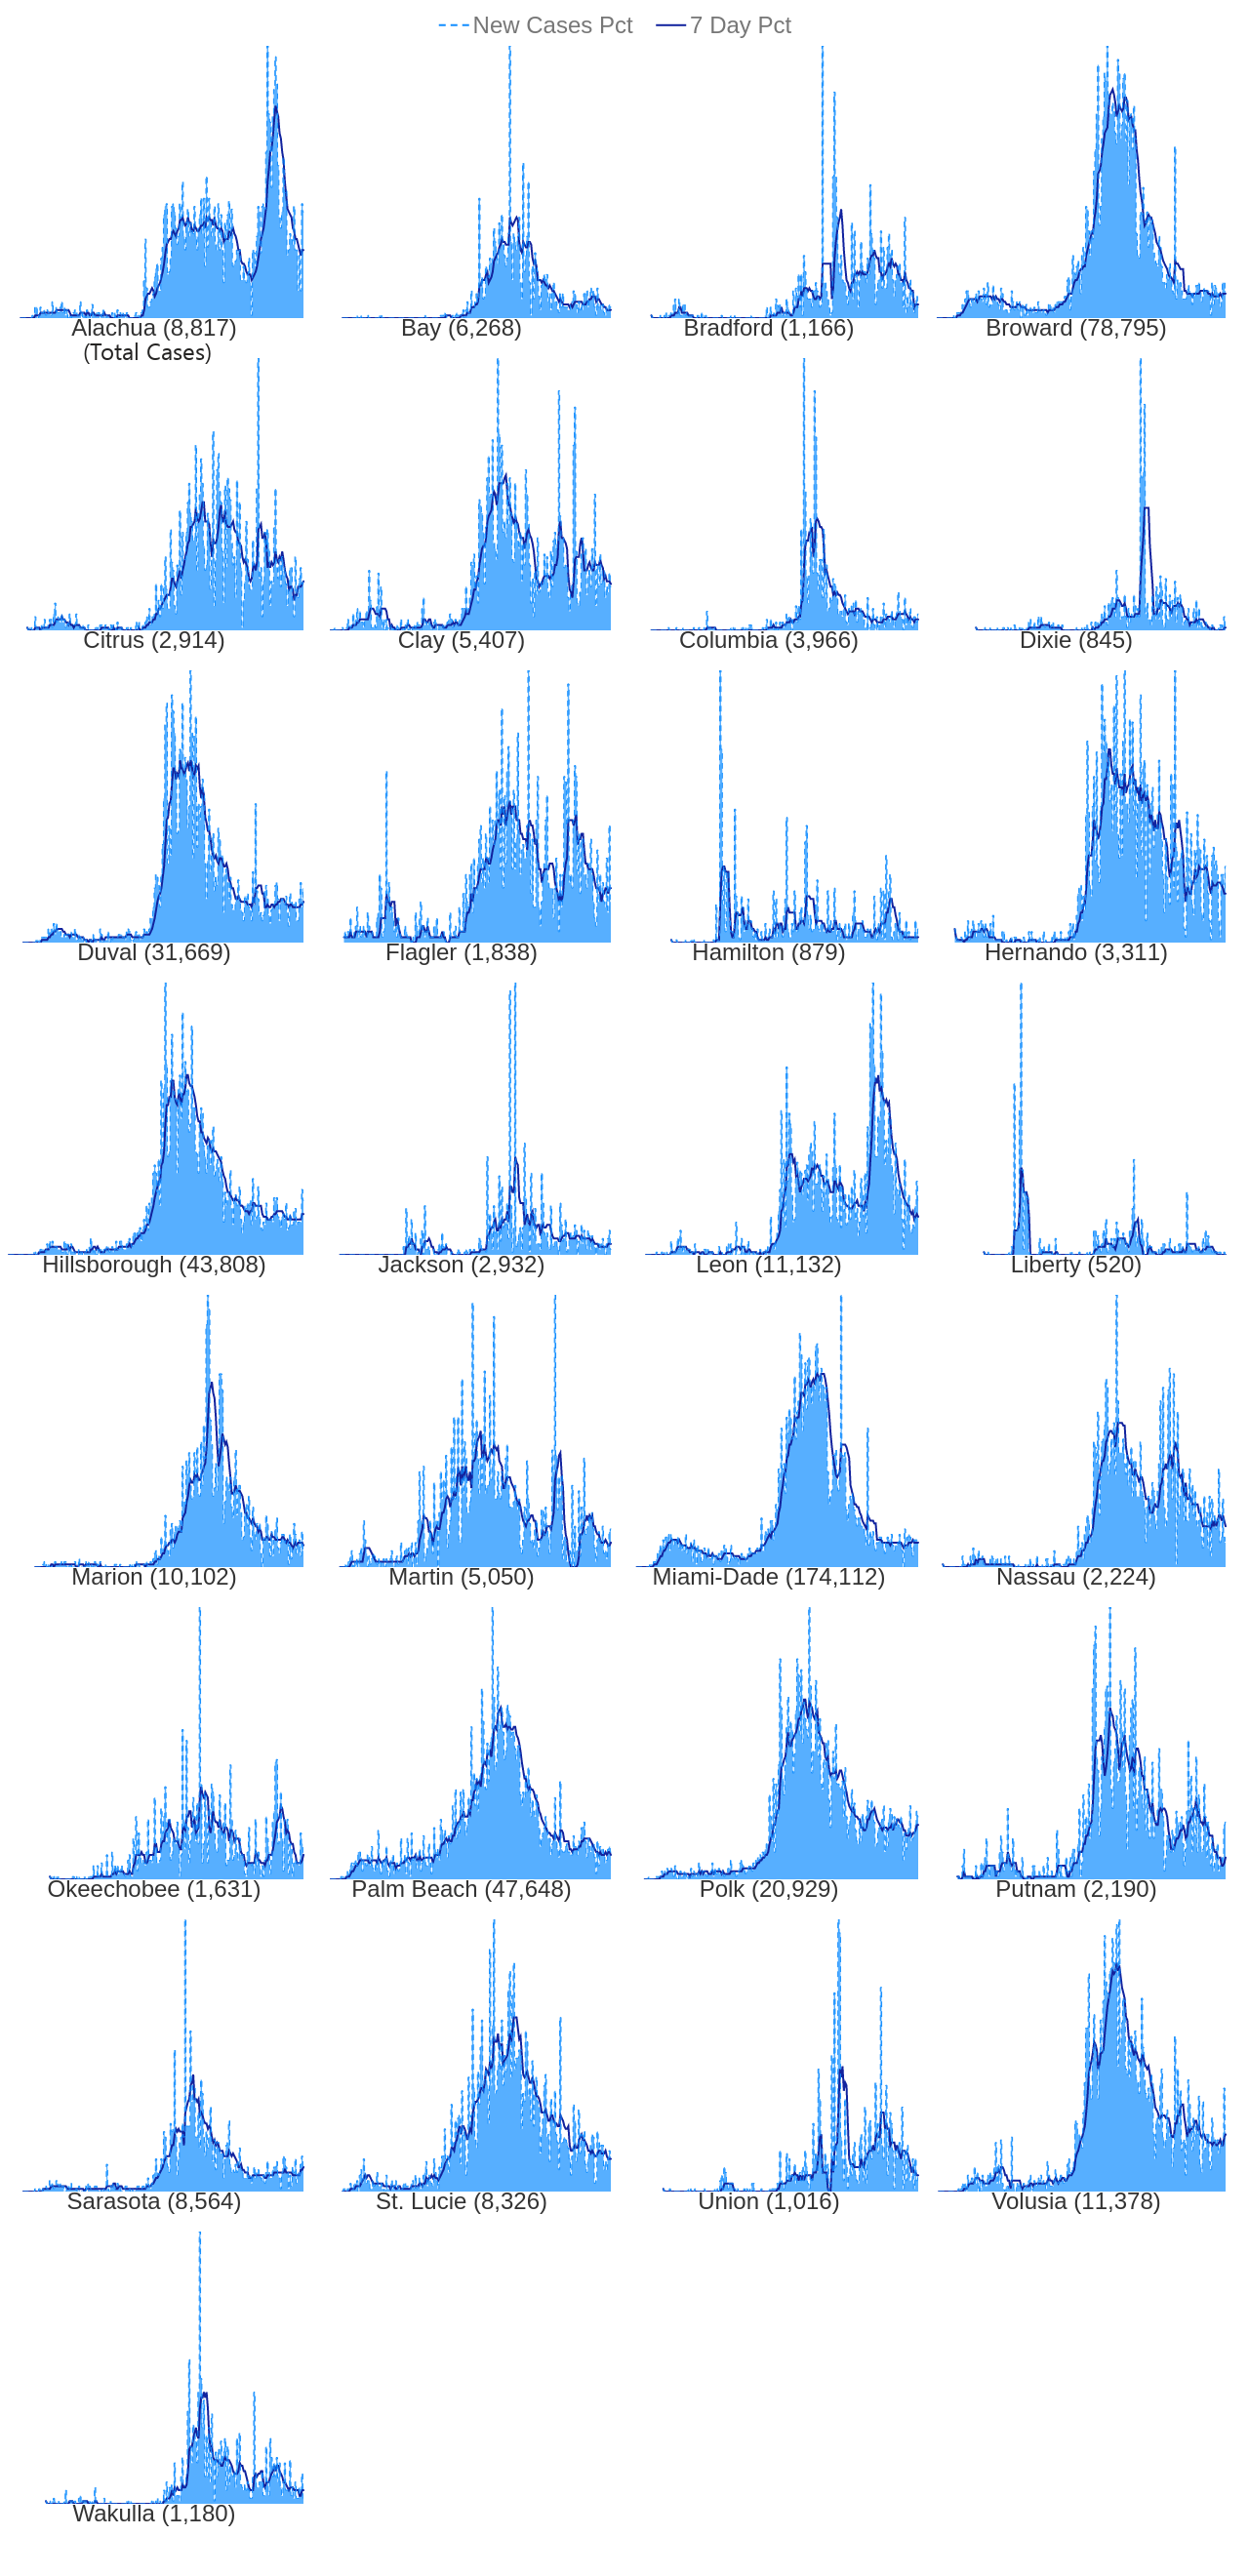 New Cases Pct 7 Day Pct
Alachua (8,817) Bay (6,268) Bradford (1,166) Broward (78,795)
(Total Cases)
Citrus (2,914) Clay (5,407) Columbia (3,966) Dixie (845)
Duval (31,669) Flagler (1,838) Hamilton (879) Hernando (3,311)
Hillsborough (43,808) Jackson (2,932) Leon (11,132) Liberty (520)
Marion (10,102) Martin (5,050) Miami-Dade (174,112) Nassau (2,224)
Okeechobee (1,631) Palm Beach (47,648) Polk (20,929) Putnam (2,190)
Sarasota (8,564) St. Lucie (8,326) Union (1,016) Volusia (11,378)
Wakulla (1,180)